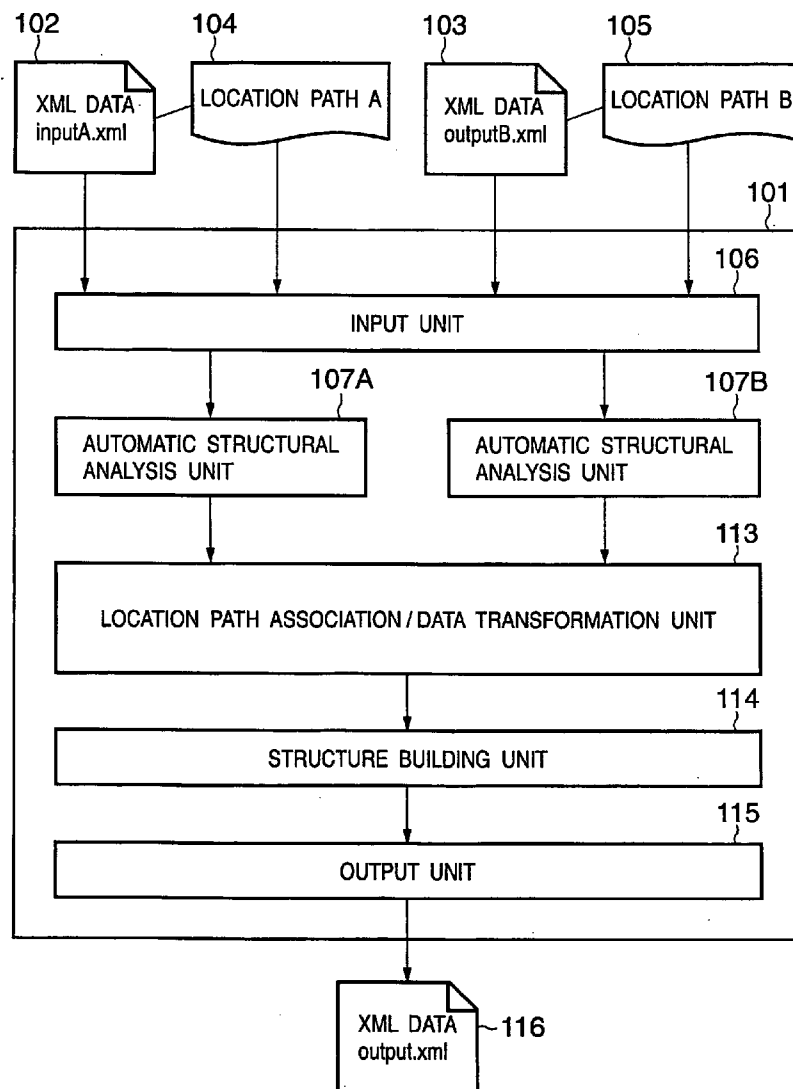 102
104
103
105
XML DATA
inputA.xml
LOCATION PATH A
XML DATA
outputB.xml
LOCATION PATH B
101
106
INPUT UNIT
107A
107B
AUTOMATIC STRUCTURAL
ANALYSIS UNIT
AUTOMATIC STRUCTURAL
ANALYSIS UNIT
113
LOCATION PATH ASSOCIATION / DATA TRANSFORMATION UNIT
114
STRUCTURE BUILDING UNIT
115
OUTPUT UNIT
XML DATA
output.xml
116